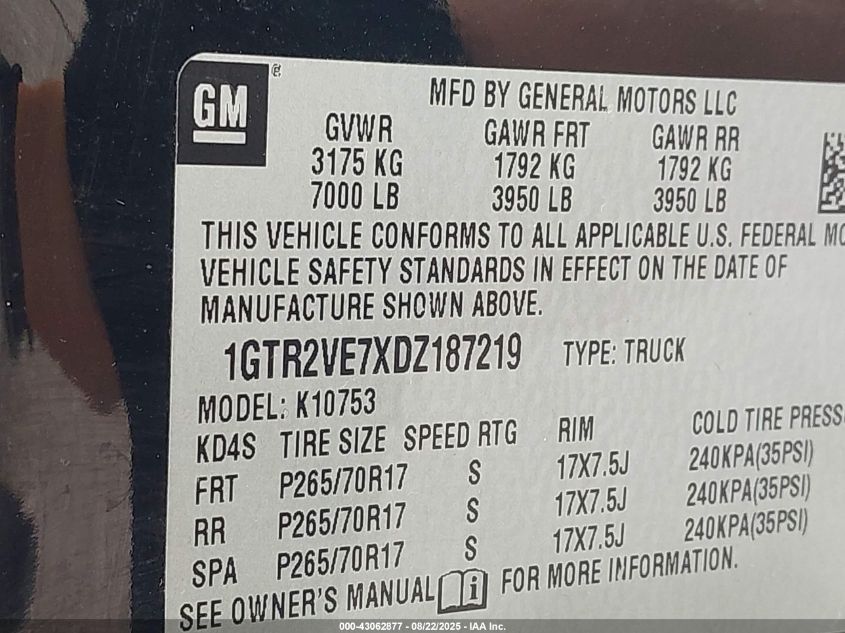 GM
MFD BY GENERAL MOTORS LLC
GVWR GAWR FRT GAWR RR
3175 KG 1792 KG 1792 KG
7000 LB 3950 LB 3950 LB
THIS VEHICLE CONFORMS TO ALL APPLICABLE U.S. FEDERAL MO
VEHICLE SAFETY STANDARDS IN EFFECT ON THE DATE OF
MANUFACTURE SHOWN ABOVE.
1GTR2VE7XDZ187219 TYPE: TRUCK
MODEL: K10753
KD4S TIRE SIZE SPEED RTG RIM COLD TIRE PRESS
FRT P265/70R17 S 17X7.5J 240KPA(35PSI)
RR P265/70R17 S 17X7.5J 240KPA(35PSI)
SPA P265/70R17 S 17X7.5J 240KPA(35PSI)
SEE OWNER'S MANUAL i FOR MORE INFORMATION.
000-43062877 - 08/22/2025 - IAA Inc.